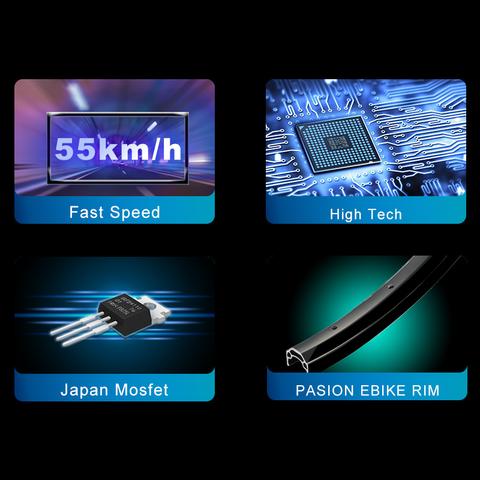 55km/h
Fast Speed
High Tech
Japan Mosfet
PASION EBIKE RIM